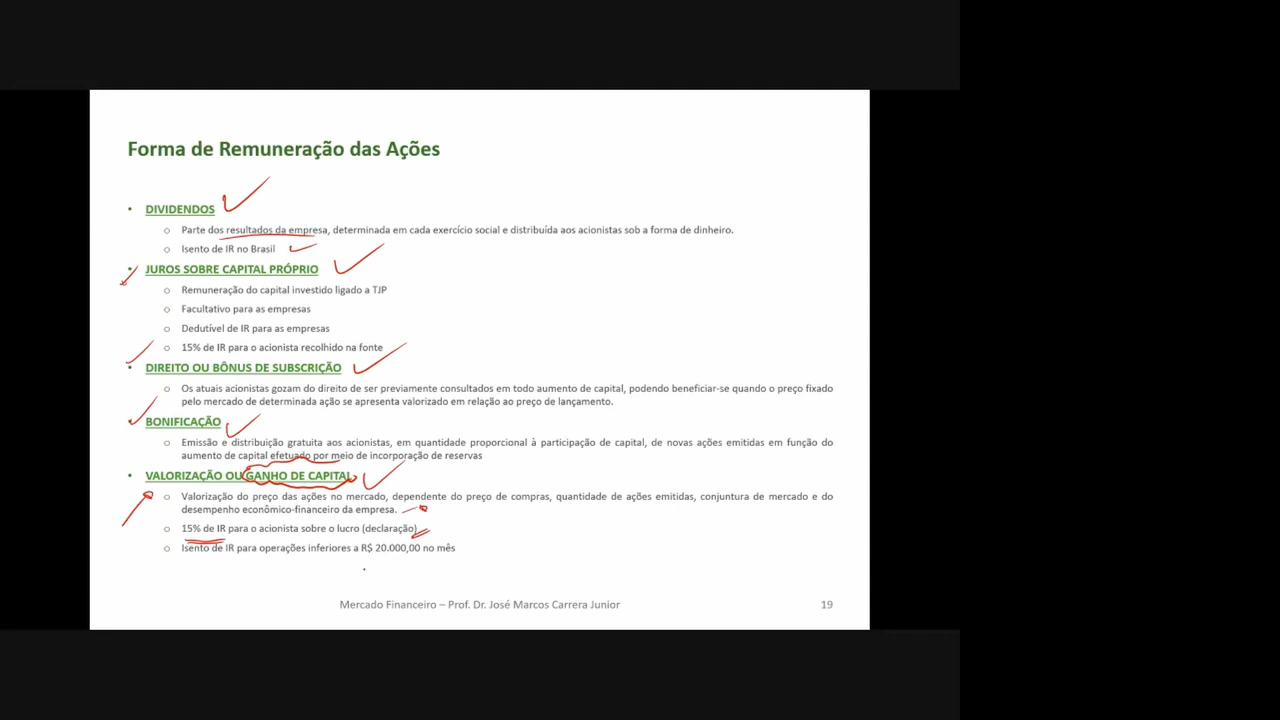 Forma de Remuneração das Ações
• DIVIDENDOS
o Parte dos resultados da empresa, determinada em cada exercício social e distribuída aos acionistas sob a forma de dinheiro.
o Isento de IR no Brasil
• JUROS SOBRE CAPITAL PRÓPRIO
o Remuneração do capital investido ligado a TJP
o Facultativo para as empresas
o Dedutível de IR para as empresas
o 15% de IR para o acionista recolhido na fonte
• DIREITO OU BÔNUS DE SUBSCRIÇÃO
o Os atuais acionistas gozam do direito de ser previamente consultados em todo aumento de capital, podendo beneficiar-se quando o preço fixado
pelo mercado de determinada ação se apresenta valorizado em relação ao preço de lançamento.
• BONIFICAÇÃO
o Emissão e distribuição gratuita aos acionistas, em quantidade proporcional à participação de capital, de novas ações emitidas em função do
aumento de capital efetuado por meio de incorporação de reservas
• VALORIZAÇÃO OU GANHO DE CAPITAL
o Valorização do preço das ações no mercado, dependente do preço de compras, quantidade de ações emitidas, conjuntura de mercado e do
desempenho econômico-financeiro da empresa.
o 15% de IR para o acionista sobre o lucro (declaração)
o Isento de IR para operações inferiores a R$ 20.000,00 no mês
Mercado Financeiro – Prof. Dr. José Marcos Carrera Junior
19